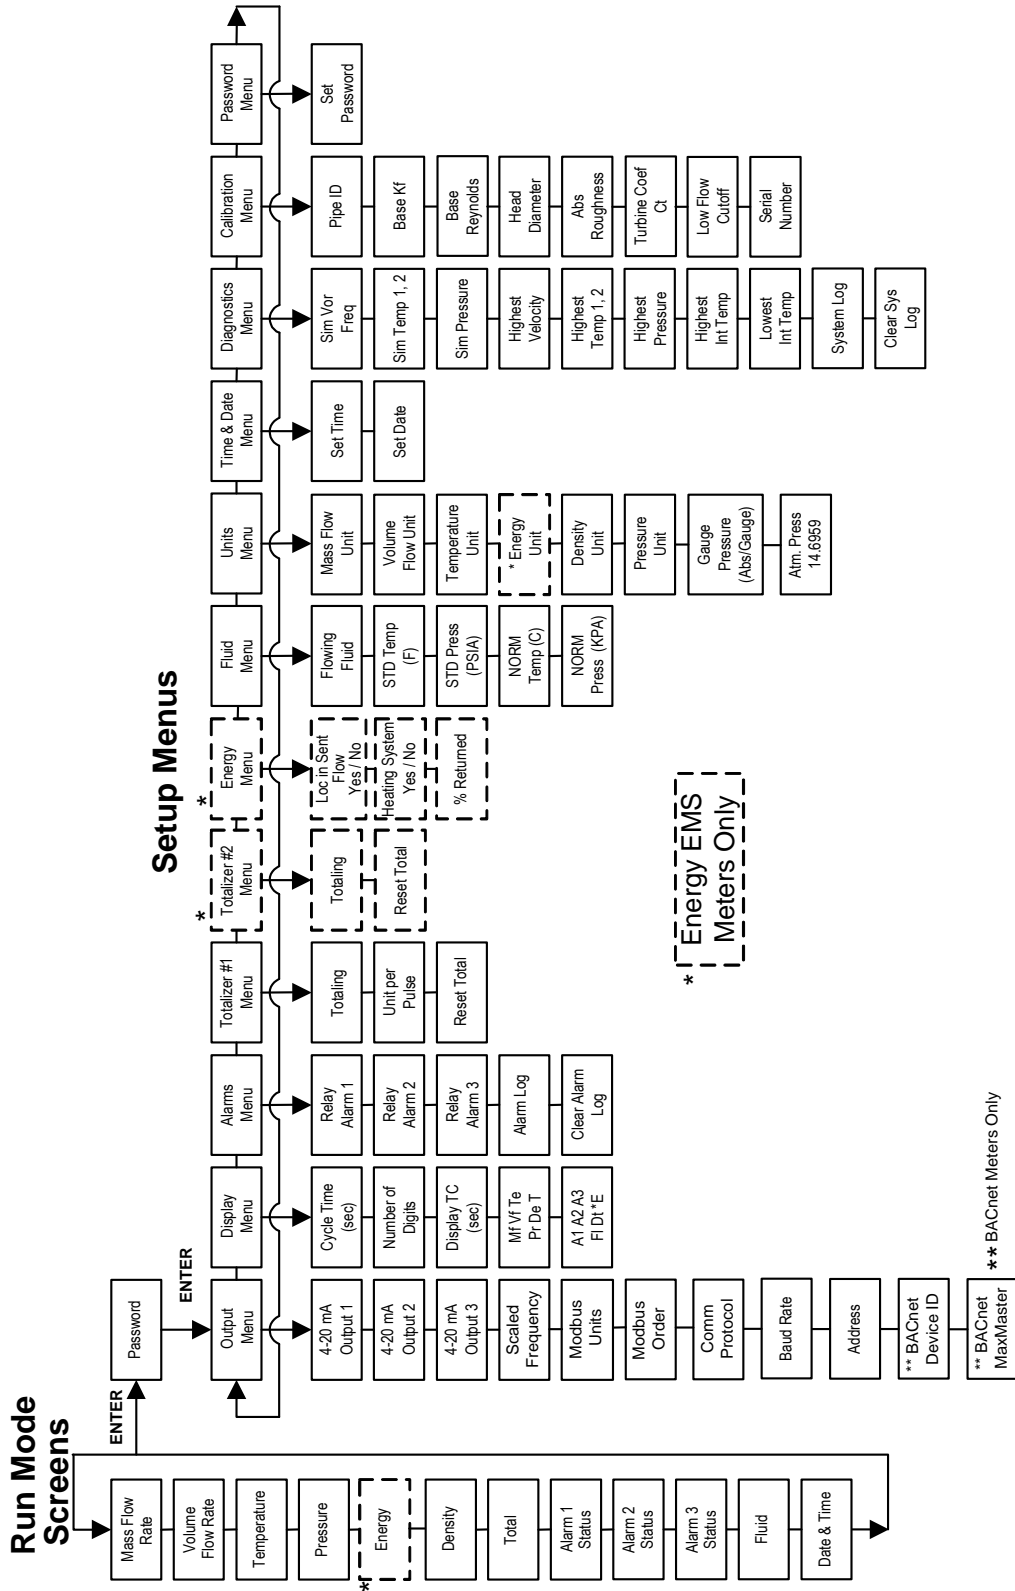 Run Mode
Screens
Mass Flow
Rate
Volume
Flow Rate
Temperature
Pressure
*
Energy
Density
Total
Alarm 1
Status
Alarm 2
Status
Alarm 3
Status
Fluid
Date & Time
ENTER
Password
ENTER
Setup Menus
Output
Menu
4-20 mA
Output 1
4-20 mA
Output 2
4-20 mA
Output 3
Scaled
Frequency
Modbus
Units
Modbus
Order
Comm
Protocol
Baud Rate
Address
** BACnet
Device ID
** BACnet
MaxMaster
** BACnet Meters Only
Display
Menu
Cycle Time
(sec)
Number of
Digits
Display TC
(sec)
Mf Vf Te
Pr De T
A1 A2 A3
Fl Dt *E
Alarms
Menu
Relay
Alarm 1
Relay
Alarm 2
Relay
Alarm 3
Alarm Log
Clear Alarm
Log
Totalizer #1
Menu
Totaling
Unit per
Pulse
Reset Total
*
Totalizer #2
Menu
Totaling
Reset Total
*
Energy
Menu
Loc in Sent
Flow
Yes / No
Heating System
Yes / No
% Returned
* Energy EMS
Meters Only
Fluid
Menu
Flowing
Fluid
STD Temp
(F)
STD Press
(PSIA)
NORM
Temp (C)
NORM
Press (KPA)
Units
Menu
Mass Flow
Unit
Volume
Flow Unit
Temperature
Unit
* Energy
Unit
Density
Unit
Pressure
Unit
Gauge
Pressure
(Abs/Gauge)
Atm. Press
14.6959
Time & Date
Menu
Set Time
Set Date
Diagnostics
Menu
Sim Vor
Freq
Sim Temp 1, 2
Sim Pressure
Highest
Velocity
Highest
Temp 1, 2
Highest
Pressure
Highest
Int Temp
Lowest
Int Temp
System Log
Clear Sys
Log
Calibration
Menu
Pipe ID
Base Kf
Base
Reynolds
Head
Diameter
Abs
Roughness
Turbine Coef
Ct
Low Flow
Cutoff
Serial
Number
Password
Menu
Set
Password